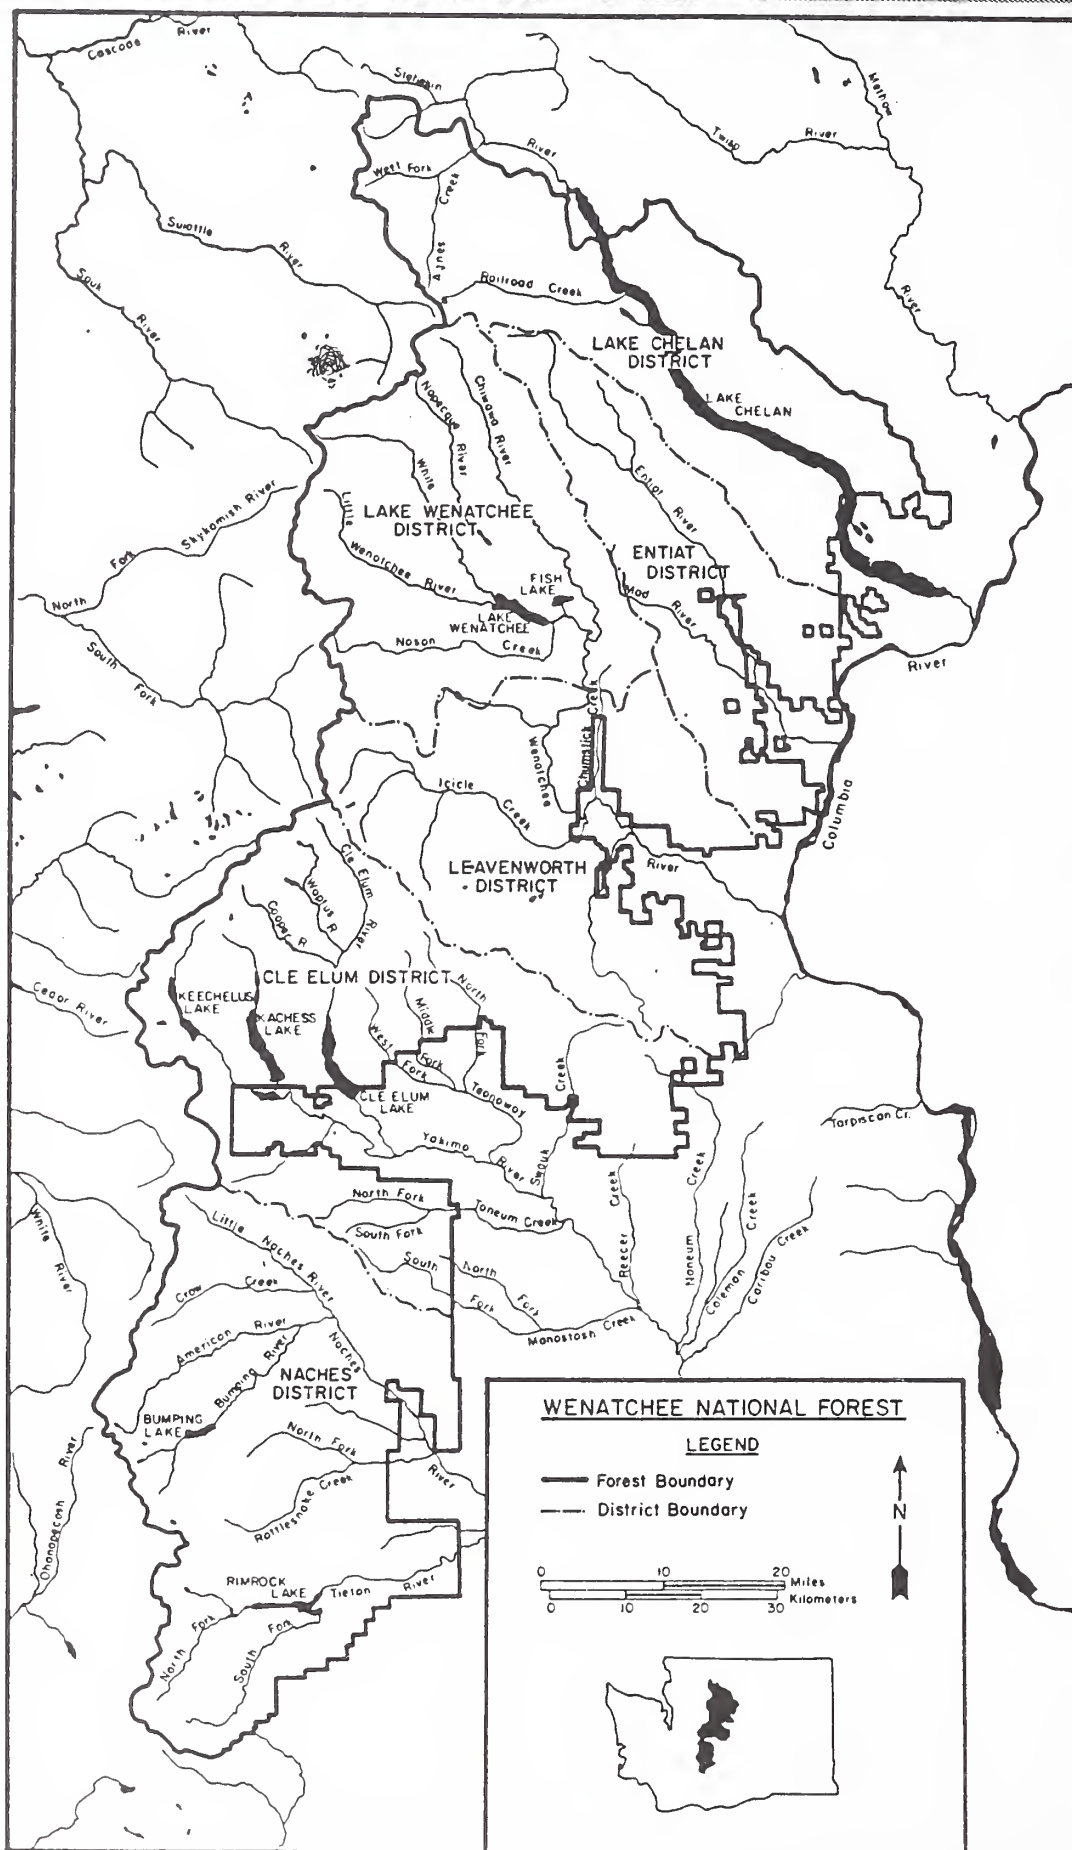 Cascade River
Stehekin River
Methow River
Twisp River
West Fork
Agnes Creek
Suiattle River
Sauk River
Railroad Creek
LAKE CHELAN
DISTRICT
LAKE
CHELAN
Napeequa River
Chiwawa River
White
Entiat River
Little
Wenatchee River
LAKE WENATCHEE
DISTRICT
North Fork Skykomish River
South Fork
ENTIAT
DISTRICT
FISH
LAKE
Mad River
LAKE
WENATCHEE
Nason Creek
River
Columbia
Chumstick Creek
Wenatchee
Icicle Creek
River
LEAVENWORTH
DISTRICT
Cle Elum River
Waptus R
Cooper R
CLE ELUM DISTRICT
KEECHELUS
LAKE
KACHESS
LAKE
Cedar River
North Fork
Middle Fork
West Fork
Teanaway
CLE ELUM
LAKE
Yakima River
Swauk Creek
Tarpiscan Cr.
White River
North Fork
Taneum Creek
South Fork
Little Naches River
South Fork
North Fork
Manastash Creek
Reecer Creek
Naneum Creek
Coleman Creek
Caribou Creek
Crow Creek
American River
Bumping River
Naches
NACHES
DISTRICT
BUMPING
LAKE
North Fork
River
Rattlesnake Creek
Ohanapecosh River
RIMROCK
LAKE
Tieton River
North Fork
South Fork
WENATCHEE NATIONAL FOREST
LEGEND
Forest Boundary
District Boundary
N
0 10 20
Miles
Kilometers
0 10 20 30